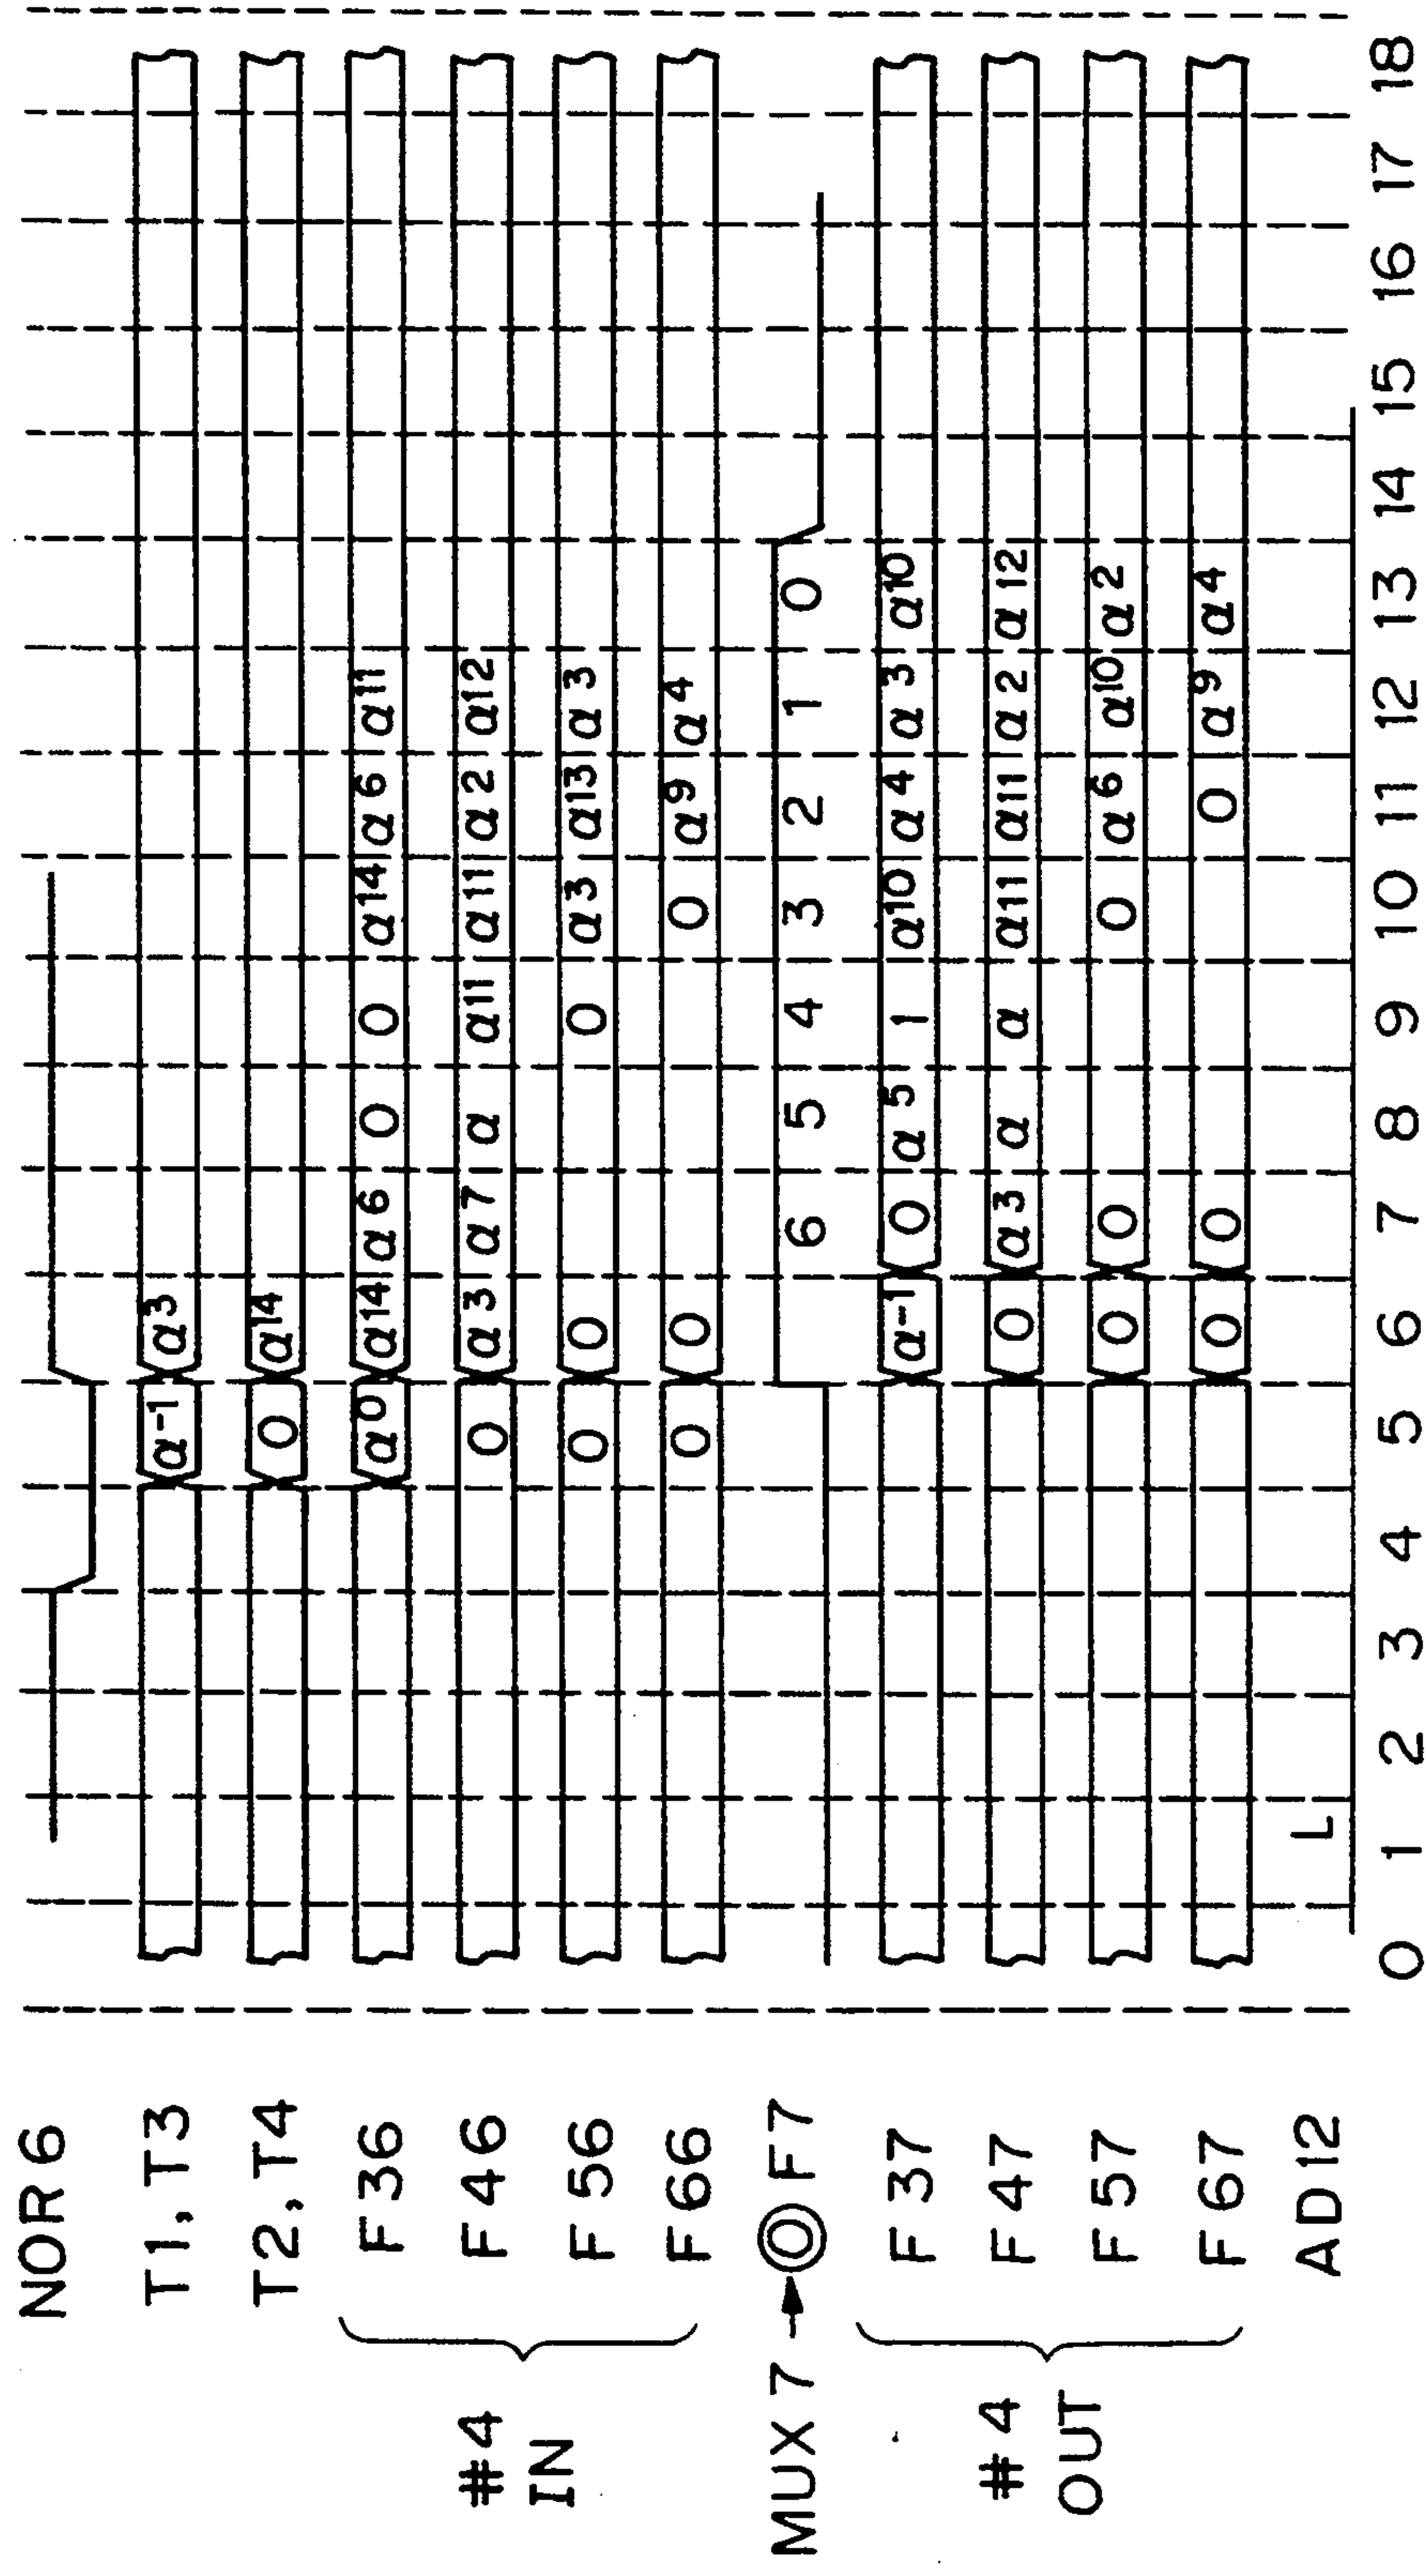 NOR 6
T1, T3 α⁻¹ α³
T2, T4 0 α¹⁴
#4 IN
F36 α⁰ α¹⁴ α⁶ 0 0 α¹⁴ α⁶ α¹¹
F46 0 α³ α⁷ α α¹¹ α¹¹ α² α¹²
F56 0 0 0 α³ α¹³ α³
F66 0 0 0 α⁹ α⁴
MUX 7 → ◎ F7 6 5 4 3 2 1 0
#4 OUT
F37 α⁻¹ 0 α⁵ 1 α¹⁰ α⁴ α³ α¹⁰
F47 0 α³ α α α¹¹ α¹¹ α² α¹²
F57 0 0 0 α⁶ α¹⁰ α²
F67 0 0 0 α⁹ α⁴
AD12 L
0 1 2 3 4 5 6 7 8 9 10 11 12 13 14 15 16 17 18